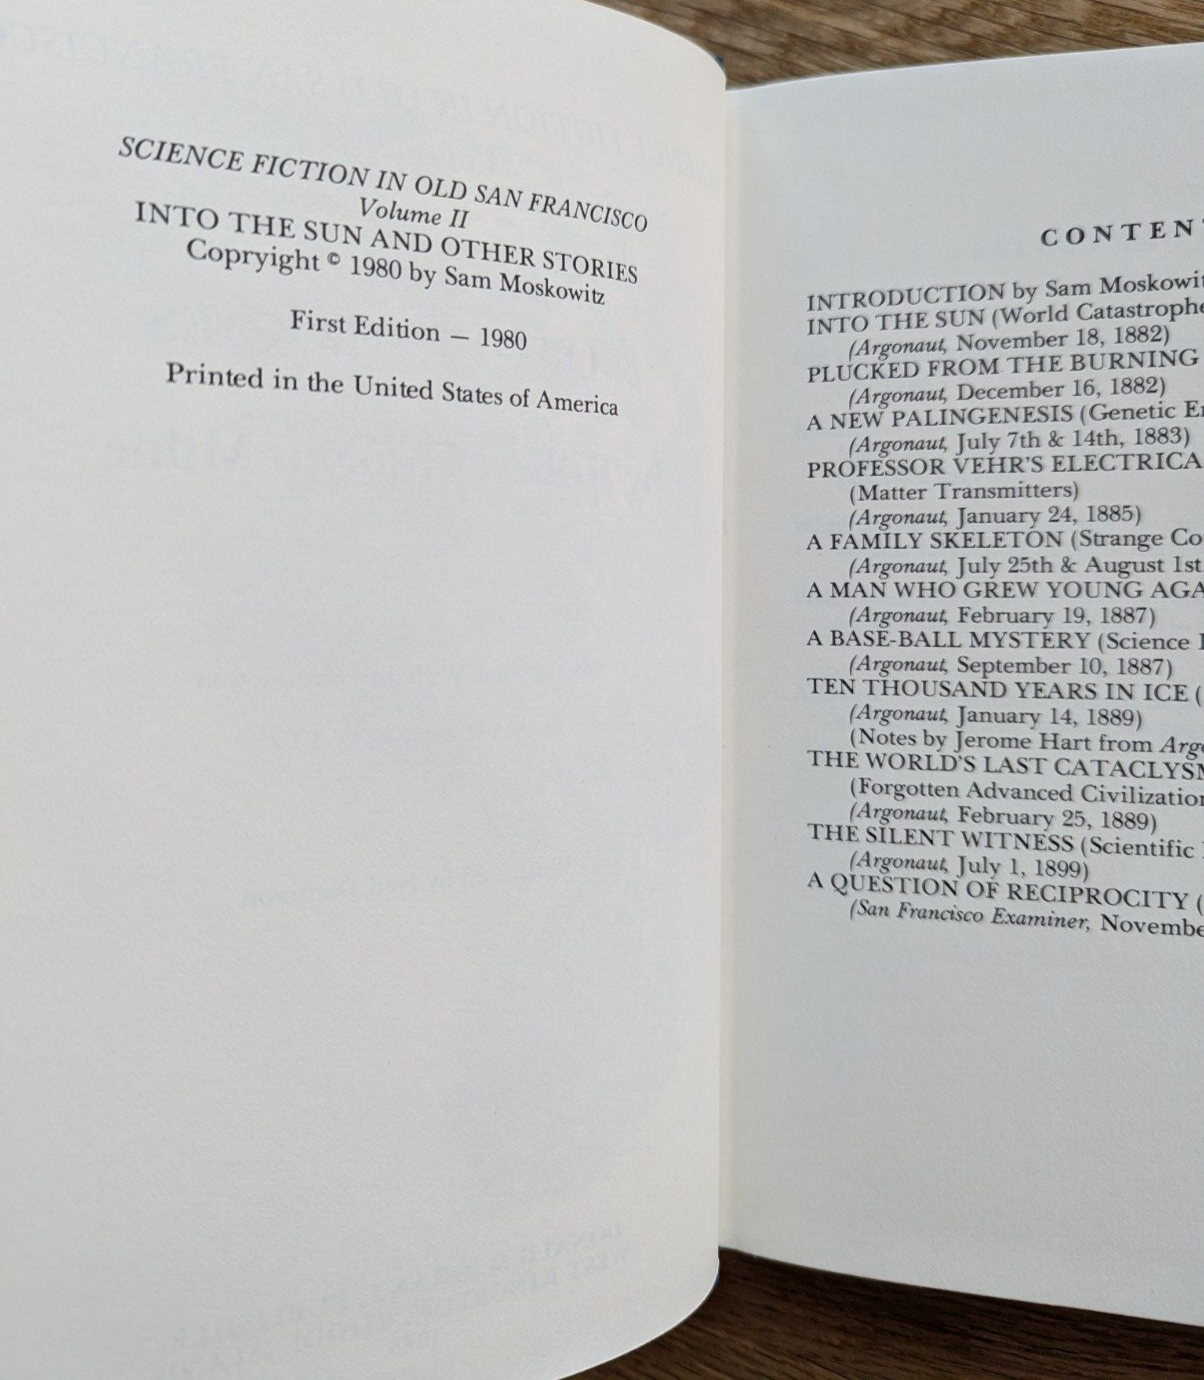 SCIENCE FICTION IN OLD SAN FRANCISCO
Volume II
INTO THE SUN AND OTHER STORIES
Copryight © 1980 by Sam Moskowitz
First Edition — 1980
Printed in the United States of America
CONTEN
INTRODUCTION by Sam Moskowit
INTO THE SUN (World Catastrophe
(Argonaut, November 18, 1882)
PLUCKED FROM THE BURNING
(Argonaut, December 16, 1882)
A NEW PALINGENESIS (Genetic E
(Argonaut, July 7th & 14th, 1883)
PROFESSOR VEHR'S ELECTRICA
(Matter Transmitters)
(Argonaut, January 24, 1885)
A FAMILY SKELETON (Strange Co
(Argonaut, July 25th & August 1st
A MAN WHO GREW YOUNG AGA
(Argonaut, February 19, 1887)
A BASE-BALL MYSTERY (Science
(Argonaut, September 10, 1887)
TEN THOUSAND YEARS IN ICE (
(Argonaut, January 14, 1889)
(Notes by Jerome Hart from Arg
THE WORLD'S LAST CATACLYSM
(Forgotten Advanced Civilization
(Argonaut, February 25, 1889)
THE SILENT WITNESS (Scientific
(Argonaut, July 1, 1899)
A QUESTION OF RECIPROCITY (
(San Francisco Examiner, Novembe